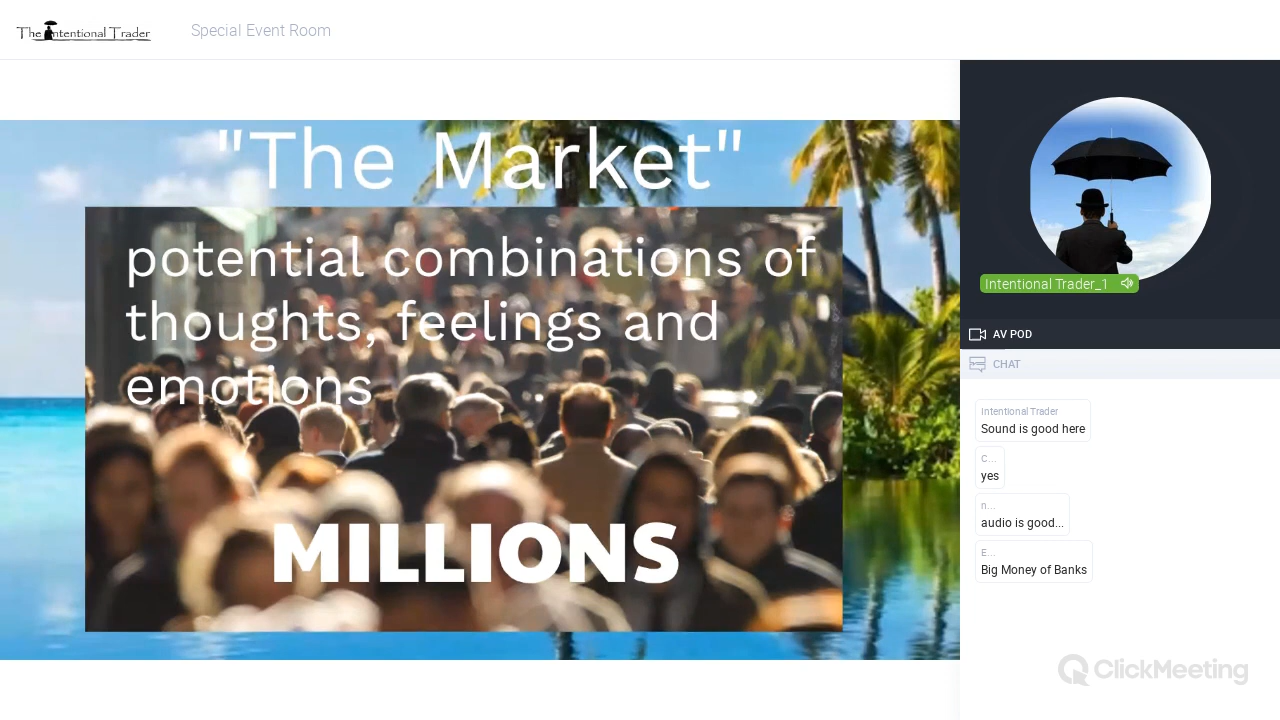 The Intentional Trader
Special Event Room
"The Market"
potential combinations of
thoughts, feelings and
emotions
MILLIONS
Intentional Trader_1
AV POD
CHAT
Intentional Trader
Sound is good here
C...
yes
n...
audio is good...
E...
Big Money of Banks
ClickMeeting